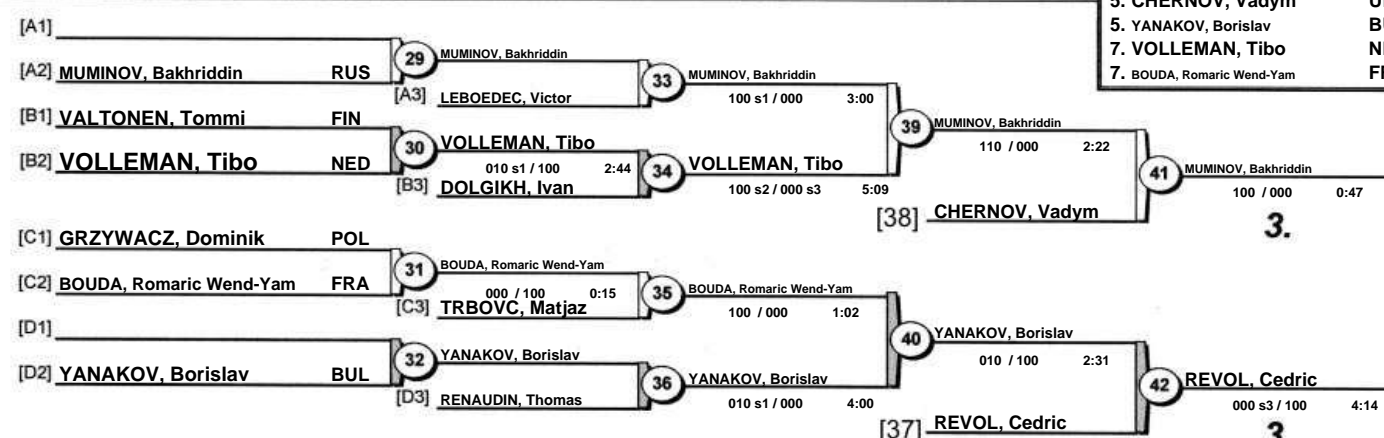 5. CHERNOV, Vadym
5. YANAKOV, Borislav
7. VOLLEMAN, Tibo
7. BOUDA, Romaric Wend-Yam
[A1]
[A2] MUMINOV, Bakhriddin RUS
29 MUMINOV, Bakhriddin
[A3] LEBOEDEC, Victor
33 MUMINOV, Bakhriddin
100 s1 / 000 3:00
[B1] VALTONEN, Tommi FIN
[B2] VOLLEMAN, Tibo NED
30 VOLLEMAN, Tibo
010 s1 / 100 2:44
[B3] DOLGIKH, Ivan
34 VOLLEMAN, Tibo
100 s2 / 000 s3 5:09
39 MUMINOV, Bakhriddin
110 / 000 2:22
[38] CHERNOV, Vadym
41 MUMINOV, Bakhriddin
100 / 000 0:47
3.
[C1] GRZYWACZ, Dominik POL
[C2] BOUDA, Romaric Wend-Yam FRA
31 BOUDA, Romaric Wend-Yam
000 / 100 0:15
[C3] TRBOVC, Matjaz
35 BOUDA, Romaric Wend-Yam
100 / 000 1:02
[D1]
[D2] YANAKOV, Borislav BUL
32 YANAKOV, Borislav
[D3] RENAUDIN, Thomas
36 YANAKOV, Borislav
010 s1 / 000 4:00
40 YANAKOV, Borislav
010 / 100 2:31
[37] REVOL, Cedric
42 REVOL, Cedric
000 s3 / 100 4:14
3